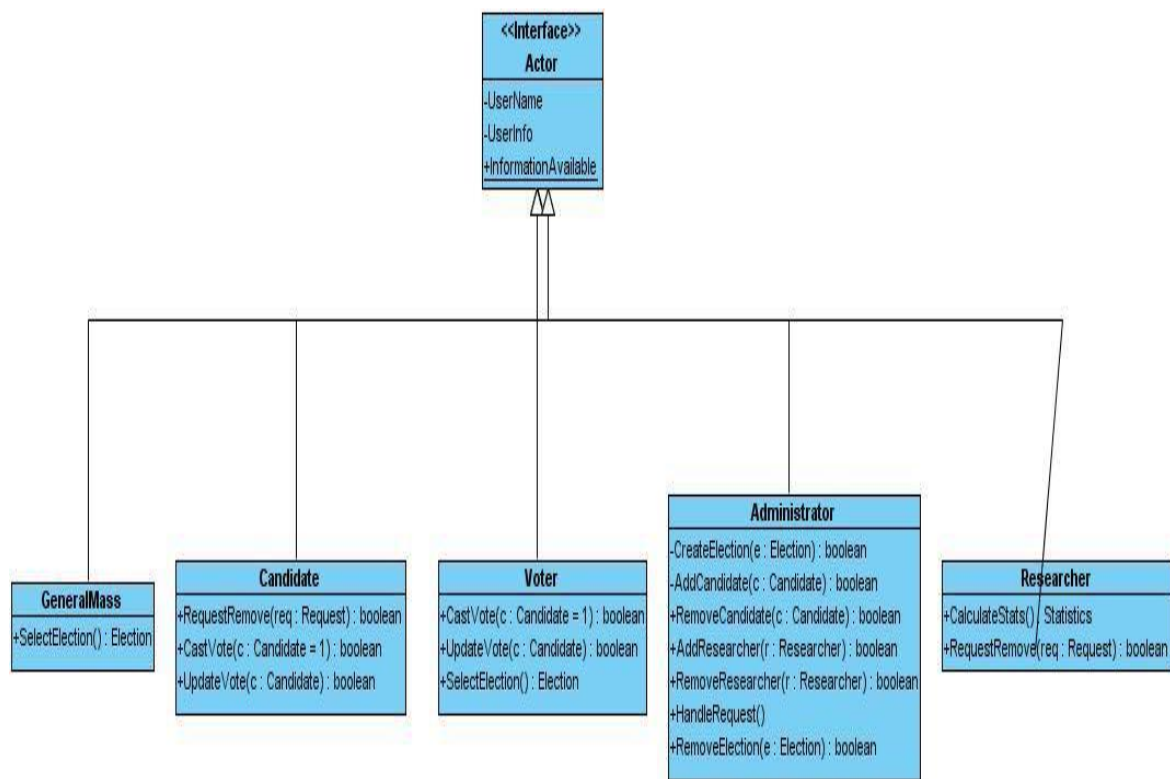 <<Interface>>
Actor
-UserName
-UserInfo
+InformationAvailable
GeneralMass
+SelectElection() : Election
Candidate
+RequestRemove(req : Request) : boolean
+CastVote(c : Candidate = 1) : boolean
+UpdateVote(c : Candidate) : boolean
Voter
+CastVote(c : Candidate = 1) : boolean
+UpdateVote(c : Candidate) : boolean
+SelectElection() : Election
Administrator
-CreateElection(e : Election) : boolean
-AddCandidate(c : Candidate) : boolean
+RemoveCandidate(c : Candidate) : boolean
+AddResearcher(r : Researcher) : boolean
+RemoveResearcher(r : Researcher) : boolean
+HandleRequest()
+RemoveElection(e : Election) : boolean
Researcher
+CalculateStats() : Statistics
+RequestRemove(req : Request) : boolean